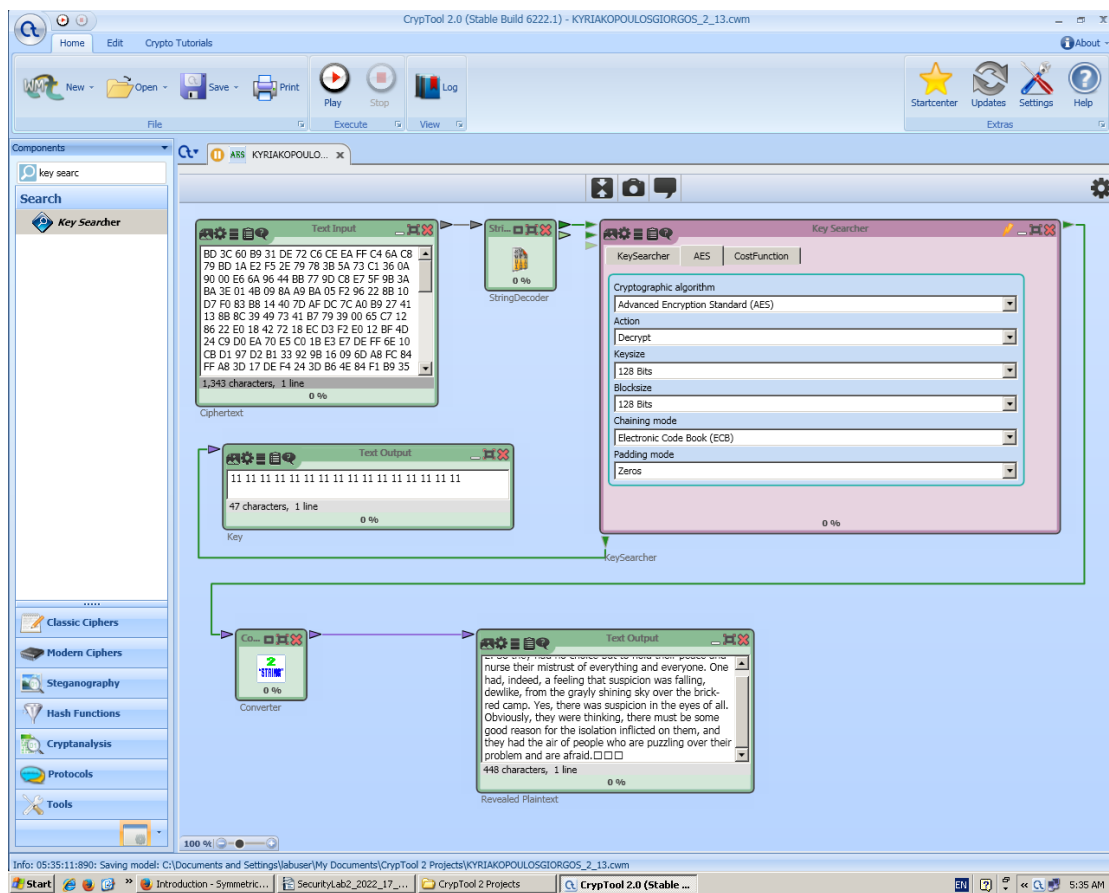 CrypTool 2.0 (Stable Build 6222.1) - KYRIAKOPOULOSGIORGOS_2_13.cwm
Home Edit Crypto Tutorials About
New Open Save Print Play Stop Log Startcenter Updates Settings Help
File Execute View Extras
Components
key searc
Search
Key Searcher
AES KYRIAKOPOULO...
Text Input
BD 3C 60 B9 31 DE 72 C6 CE EA FF C4 6A C8
79 BD 1A E2 F5 2E 79 78 3B 5A 73 C1 36 0A
90 00 E6 6A 96 44 BB 77 9D C8 E7 5F 9B 3A
BA 3E 01 4B 09 8A A9 BA 05 F2 96 22 8B 10
D7 F0 83 B8 14 40 7D AF DC 7C A0 B9 27 41
13 8B 8C 39 49 73 41 B7 79 39 00 65 C7 12
86 22 E0 18 42 72 18 EC D3 F2 E0 12 BF 4D
24 C9 D0 EA 70 E5 C0 1B E3 E7 DE FF 6E 10
CB D1 97 D2 B1 33 92 9B 16 09 6D A8 FC 84
FF A8 3D 17 DE F4 24 3D B6 4E 84 F1 B9 35
1,343 characters, 1 line
0 %
Ciphertext
Stri...
0 %
StringDecoder
Key Searcher
KeySearcher AES CostFunction
Cryptographic algorithm
Advanced Encryption Standard (AES)
Action
Decrypt
Keysize
128 Bits
Blocksize
128 Bits
Chaining mode
Electronic Code Book (ECB)
Padding mode
Zeros
0 %
KeySearcher
Text Output
11 11 11 11 11 11 11 11 11 11 11 11 11 11 11 11
47 characters, 1 line
0 %
Key
Co...
2
"STRING"
0 %
Converter
Text Output
nurse their mistrust of everything and everyone. One
had, indeed, a feeling that suspicion was falling,
dewlike, from the grayly shining sky over the brick-
red camp. Yes, there was suspicion in the eyes of all.
Obviously, they were thinking, there must be some
good reason for the isolation inflicted on them, and
they had the air of people who are puzzling over their
problem and are afraid.□□□
448 characters, 1 line
0 %
Revealed Plaintext
Classic Ciphers
Modern Ciphers
Steganography
Hash Functions
Cryptanalysis
Protocols
Tools
100 %
Info: 05:35:11:890: Saving model: C:\Documents and Settings\labuser\My Documents\CrypTool 2 Projects\KYRIAKOPOULOSGIORGOS_2_13.cwm
Start Introduction - Symmetric... SecurityLab2_2022_17_... CrypTool 2 Projects CrypTool 2.0 (Stable ... EN 5:35 AM